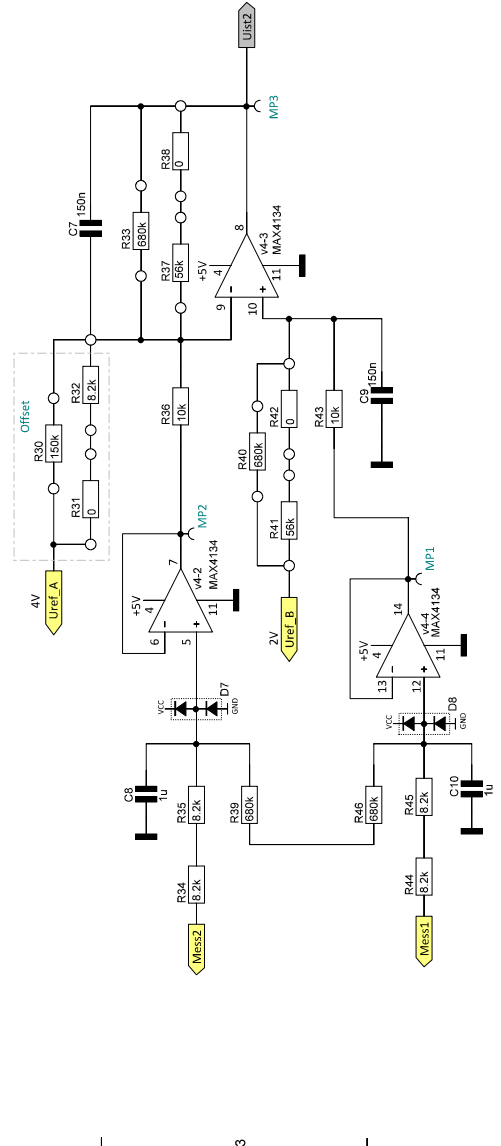 Uist2
MP3
C7
150n
R33
680k
R38
0
R37
56k
8
v4-3
MAX4134
+5V
4
11
9
10
Offset
R30
150k
R32
8.2k
R31
0
R36
10k
R40
680k
R42
0
R41
56k
R43
10k
C9
150n
4V
Uref_A
MP2
7
v4-2
MAX4134
+5V
4
11
6
5
2V
Uref_B
MP1
14
v4-4
MAX4134
+5V
4
11
13
12
VCC
D7
GND
VCC
D8
GND
C8
1u
R35
8.2k
R39
680k
R46
680k
R45
8.2k
C10
1u
R34
8.2k
R44
8.2k
Mess2
Mess1
3